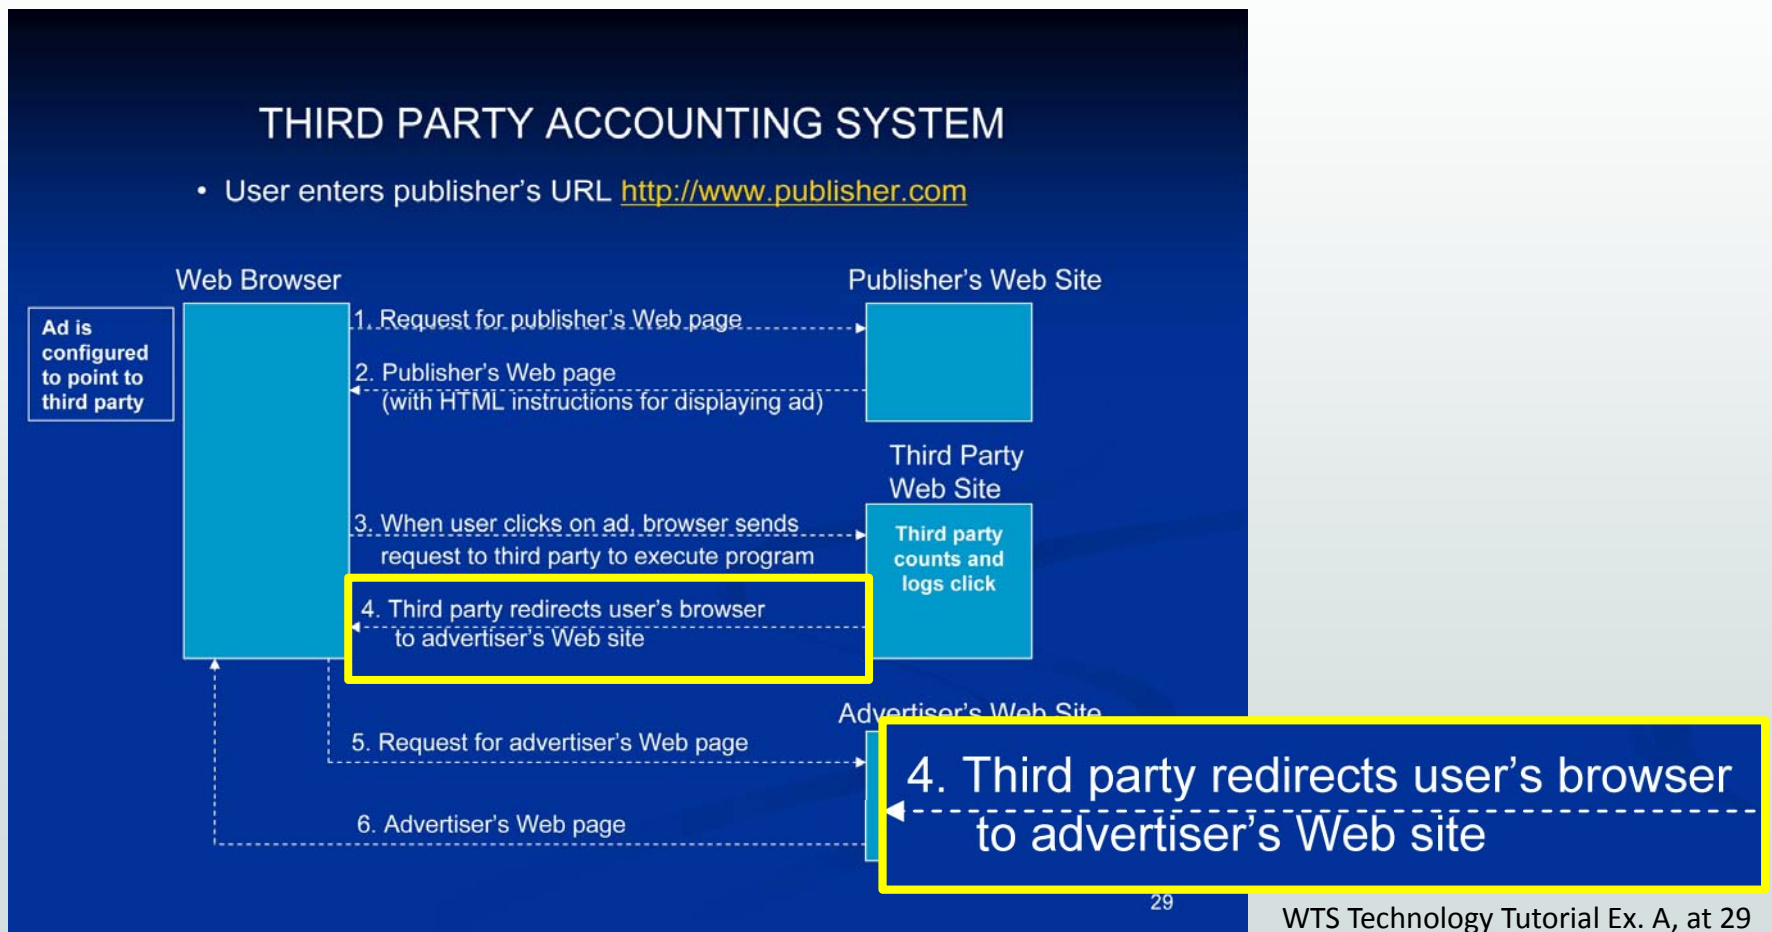 THIRD PARTY ACCOUNTING SYSTEM
• User enters publisher’s URL http://www.publisher.com
Web Browser
Publisher’s Web Site
Ad is
configured
to point to
third party
1. Request for publisher’s Web page
2. Publisher’s Web page
(with HTML instructions for displaying ad)
Third Party
Web Site
3. When user clicks on ad, browser sends
request to third party to execute program
Third party
counts and
logs click
4. Third party redirects user’s browser
to advertiser’s Web site
Advertiser’s Web Site
5. Request for advertiser’s Web page
6. Advertiser’s Web page
4. Third party redirects user’s browser
to advertiser’s Web site
29
WTS Technology Tutorial Ex. A, at 29